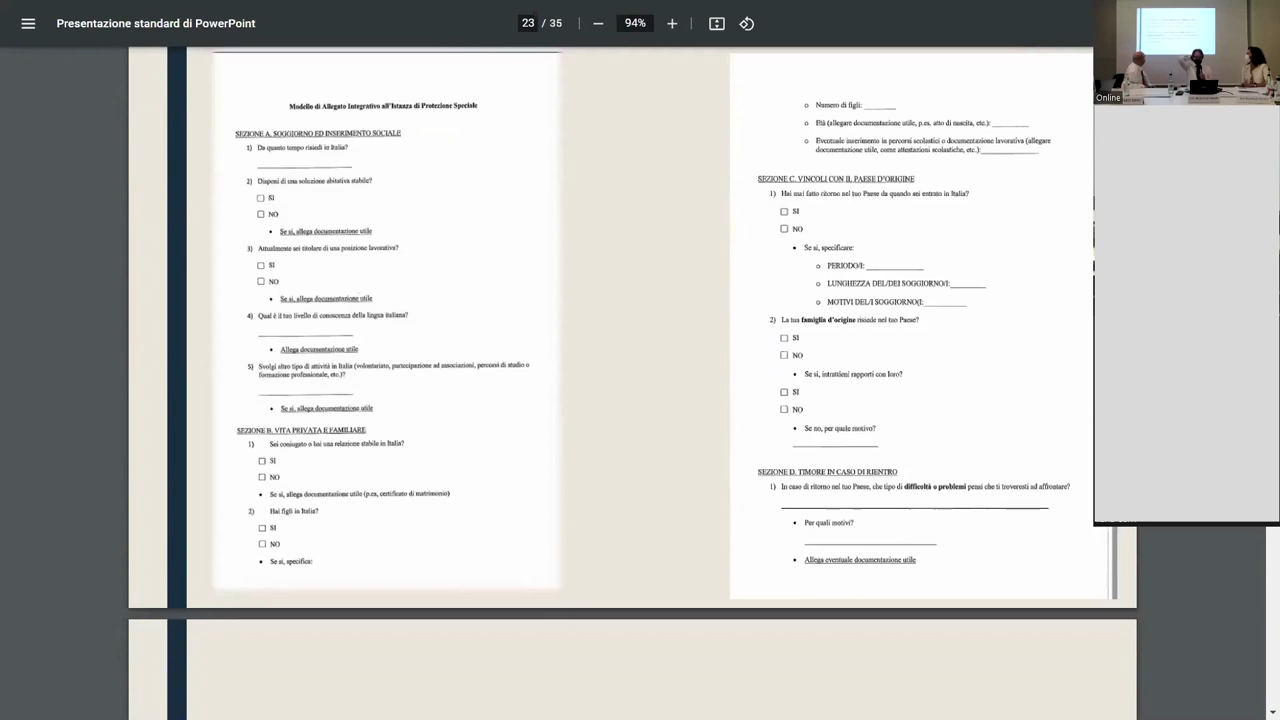 Presentazione standard di PowerPoint
23 / 35
94%
Online
Modello di Allegato Integrativo all'Istanza di Protezione Speciale
SEZIONE A. SOGGIORNO ED INSERIMENTO SOCIALE
1) Da quanto tempo risiedi in Italia?
2) Disponi di una soluzione abitativa stabile?
SI
NO
• Se sì, allega documentazione utile
3) Attualmente sei titolare di una posizione lavorativa?
SI
NO
• Se sì, allega documentazione utile
4) Qual è il tuo livello di conoscenza della lingua italiana?
• Allega documentazione utile
5) Svolgi altro tipo di attività in Italia (volontariato, partecipazione ad associazioni, percorsi di studio o
formazione professionale, etc.)?
• Se sì, allega documentazione utile
SEZIONE B. VITA PRIVATA E FAMILIARE
1) Sei coniugato o hai una relazione stabile in Italia?
SI
NO
• Se sì, allega documentazione utile (p.es. certificato di matrimonio)
2) Hai figli in Italia?
SI
NO
• Se sì, specifica:
o Numero di figli: ______
o Età (allegare documentazione utile, p.es. atto di nascita, etc.): ______
o Eventuale inserimento in percorsi scolastici o documentazione lavorativa (allegare
documentazione utile, come attestazioni scolastiche, etc.):______
SEZIONE C. VINCOLI CON IL PAESE D'ORIGINE
1) Hai mai fatto ritorno nel tuo Paese da quando sei entrato in Italia?
SI
NO
• Se sì, specificare:
o PERIODO/I: ______
o LUNGHEZZA DEL/DEI SOGGIORNO/I:______
o MOTIVI DEL/I SOGGIORNO(I:______
2) La tua famiglia d'origine risiede nel tuo Paese?
SI
NO
• Se sì, intrattieni rapporti con loro?
SI
NO
• Se no, per quale motivo?
SEZIONE D. TIMORE IN CASO DI RIENTRO
1) In caso di ritorno nel tuo Paese, che tipo di difficoltà o problemi pensi che ti troveresti ad affrontare?
• Per quali motivi?
• Allega eventuale documentazione utile